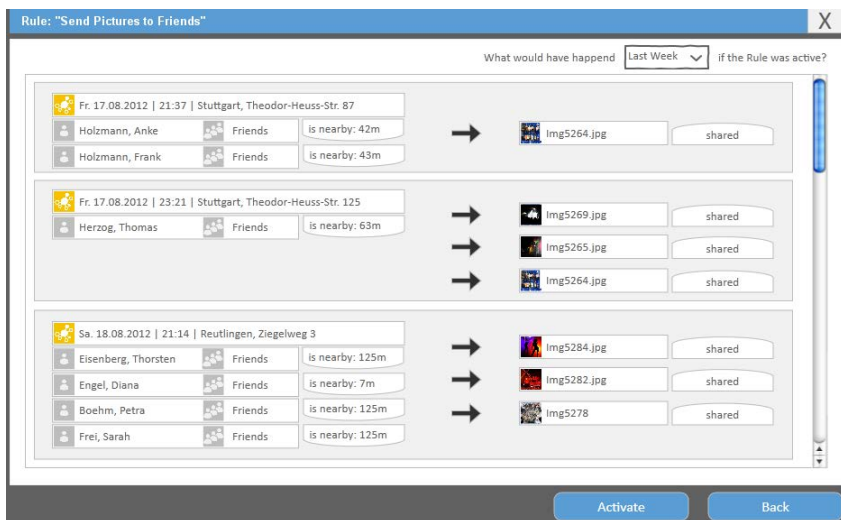 Rule: "Send Pictures to Friends"
X
What would have happend Last Week if the Rule was active?
Fr. 17.08.2012 | 21:37 | Stuttgart, Theodor-Heuss-Str. 87
Holzmann, Anke Friends is nearby: 42m Img5264.jpg shared
Holzmann, Frank Friends is nearby: 43m
Fr. 17.08.2012 | 23:21 | Stuttgart, Theodor-Heuss-Str. 125
Herzog, Thomas Friends is nearby: 63m Img5269.jpg shared
Img5265.jpg shared
Img5264.jpg shared
Sa. 18.08.2012 | 21:14 | Reutlingen, Ziegelweg 3
Eisenberg, Thorsten Friends is nearby: 125m Img5284.jpg shared
Engel, Diana Friends is nearby: 7m Img5282.jpg shared
Boehm, Petra Friends is nearby: 125m Img5278 shared
Frei, Sarah Friends is nearby: 125m
Activate Back